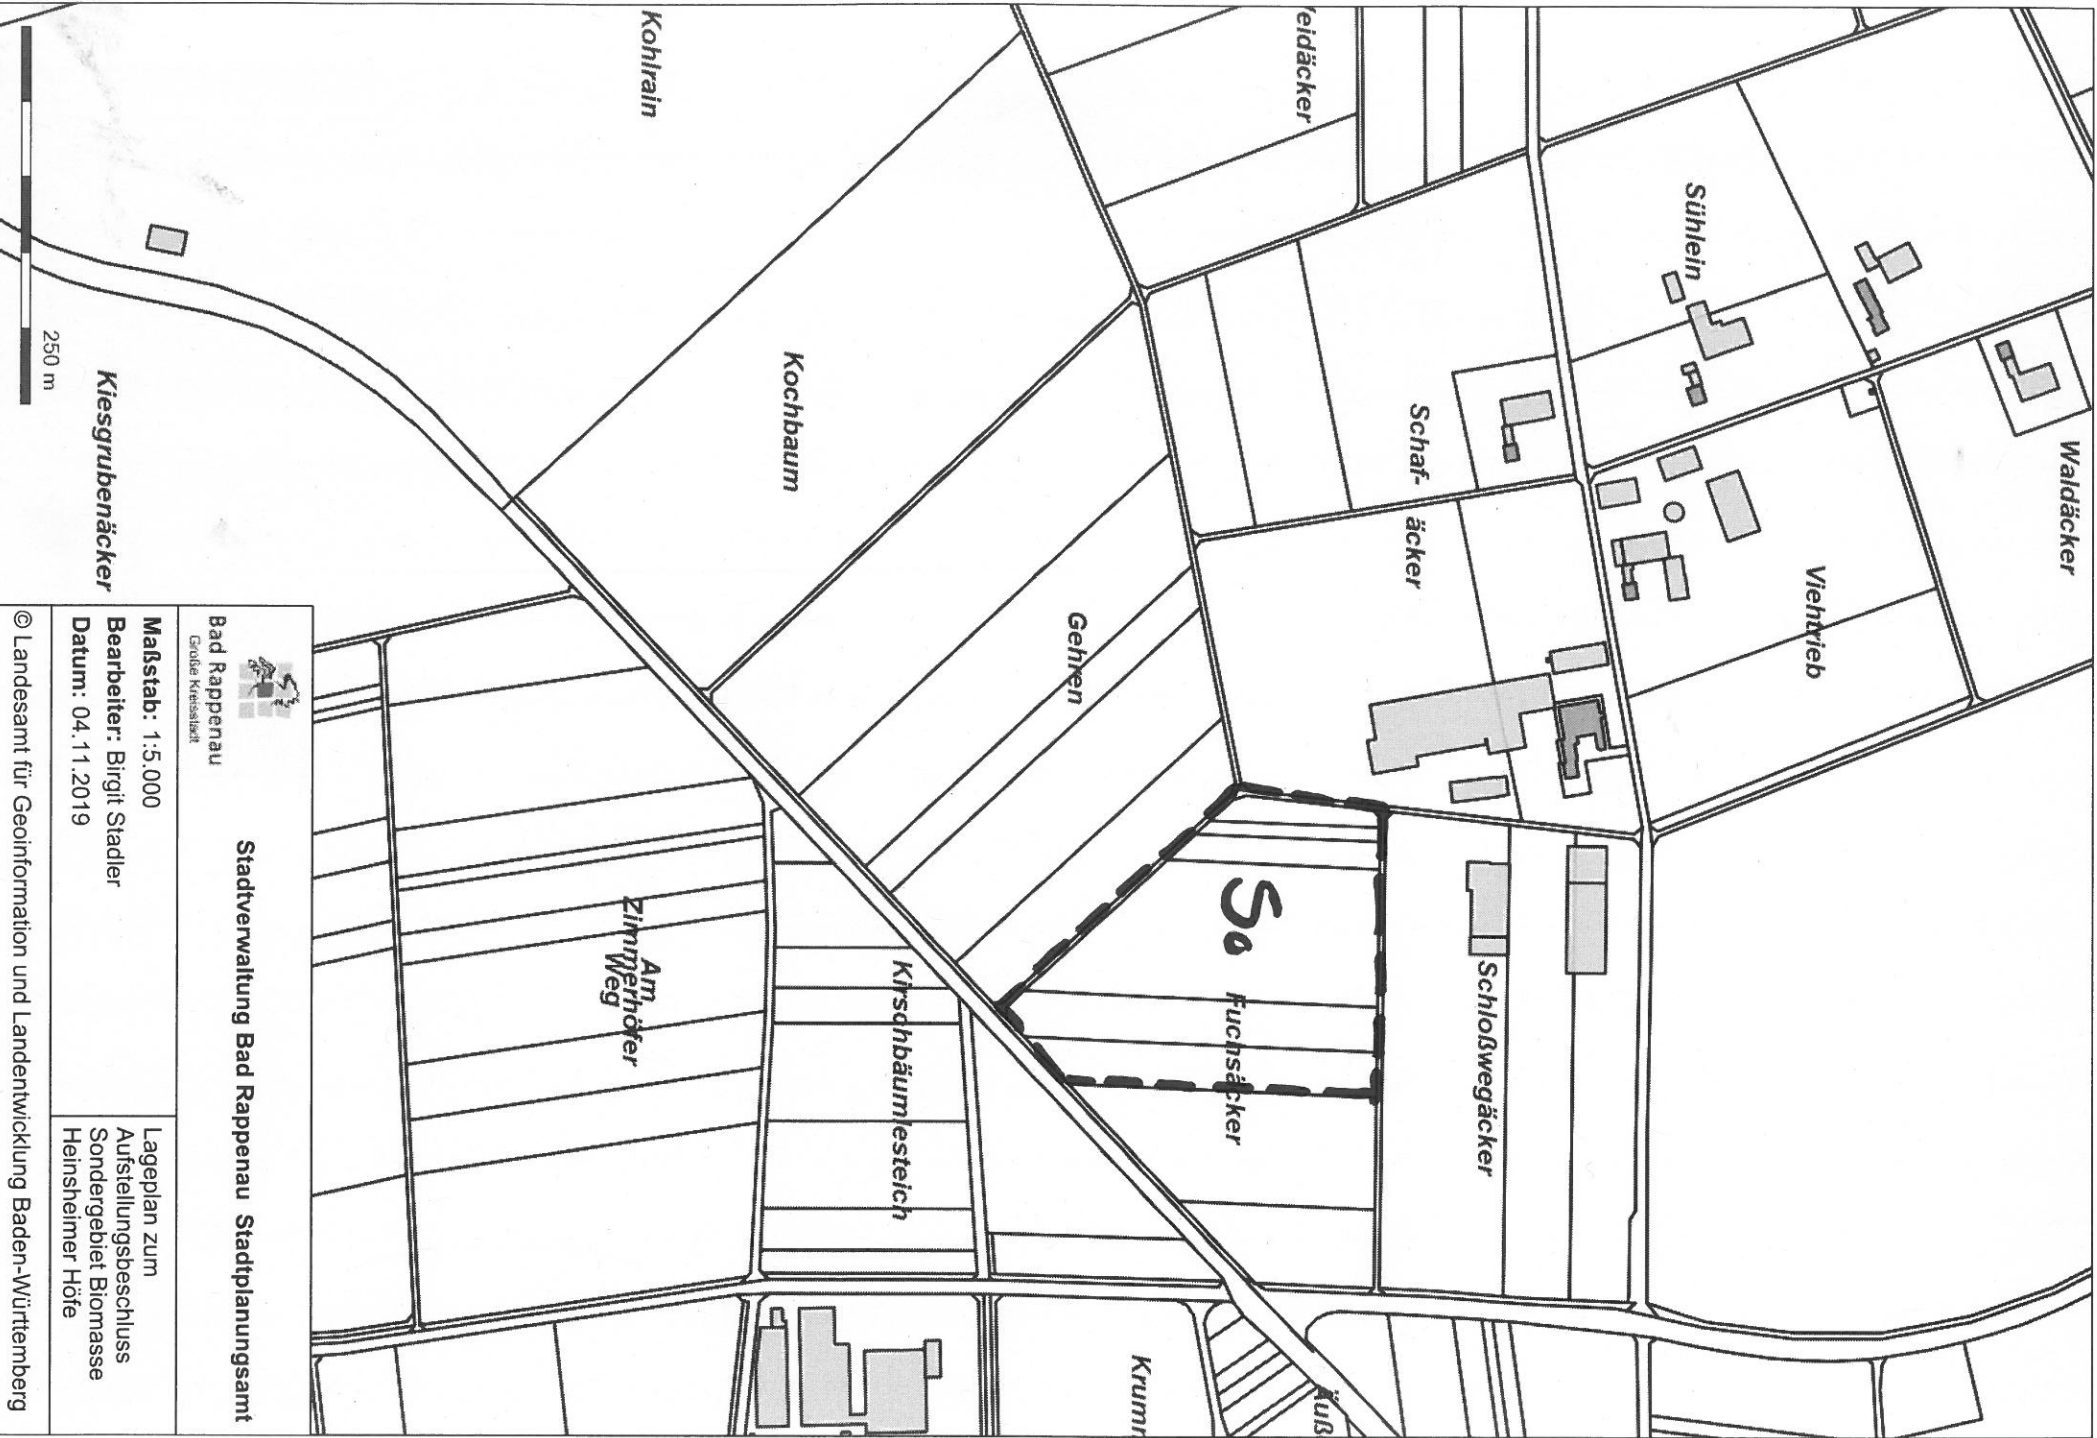 Waldäcker
Viehtrieb
Sühlein
Schloßwegäcker
Schaf-
äcker
eidäcker
Fuchsäcker
So
Äuß
Krumr
Gehren
Kirschbäumlesteich
Kochbaum
Kohlrain
Am
Zimmerhöfer
Weg
Kiesgrubenäcker
250 m
Bad Rappenau
Große Kreisstadt
Stadtverwaltung Bad Rappenau Stadtplanungsamt
Maßstab: 1:5.000
Bearbeiter: Birgit Stadler
Datum: 04.11.2019
Lageplan zum
Aufstellungsbeschluss
Sondergebiet Biomasse
Heinsheimer Höfe
© Landesamt für Geoinformation und Landentwicklung Baden-Württemberg